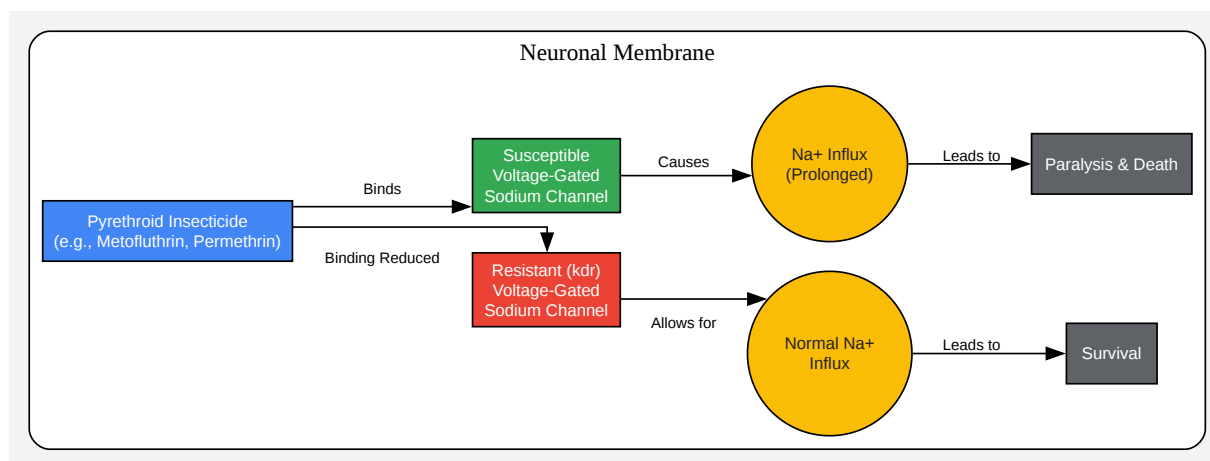 Neuronal Membrane
Pyrethroid Insecticide
(e.g., Metofluthrin, Permethrin)
Binds
Binding Reduced
Susceptible
Voltage-Gated
Sodium Channel
Resistant (kdr)
Voltage-Gated
Sodium Channel
Causes
Allows for
Na+ Influx
(Prolonged)
Normal Na+
Influx
Leads to
Leads to
Paralysis & Death
Survival